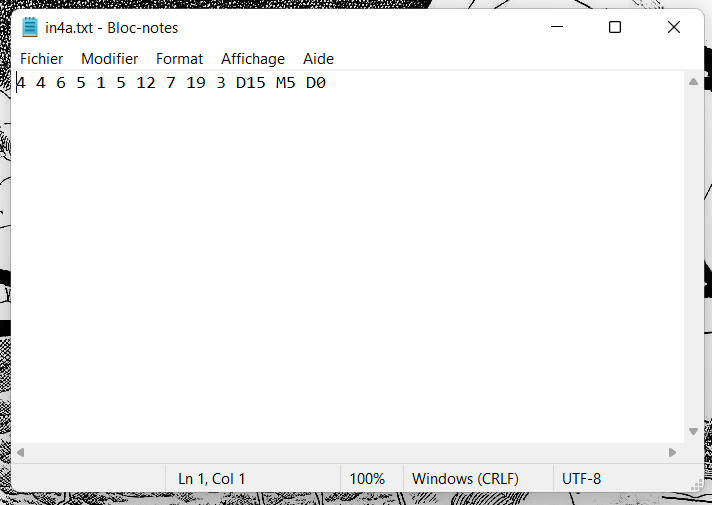 in4a.txt - Bloc-notes
Fichier Modifier Format Affichage Aide
4 4 6 5 1 5 12 7 19 3 D15 M5 D0
Ln 1, Col 1 100% Windows (CRLF) UTF-8